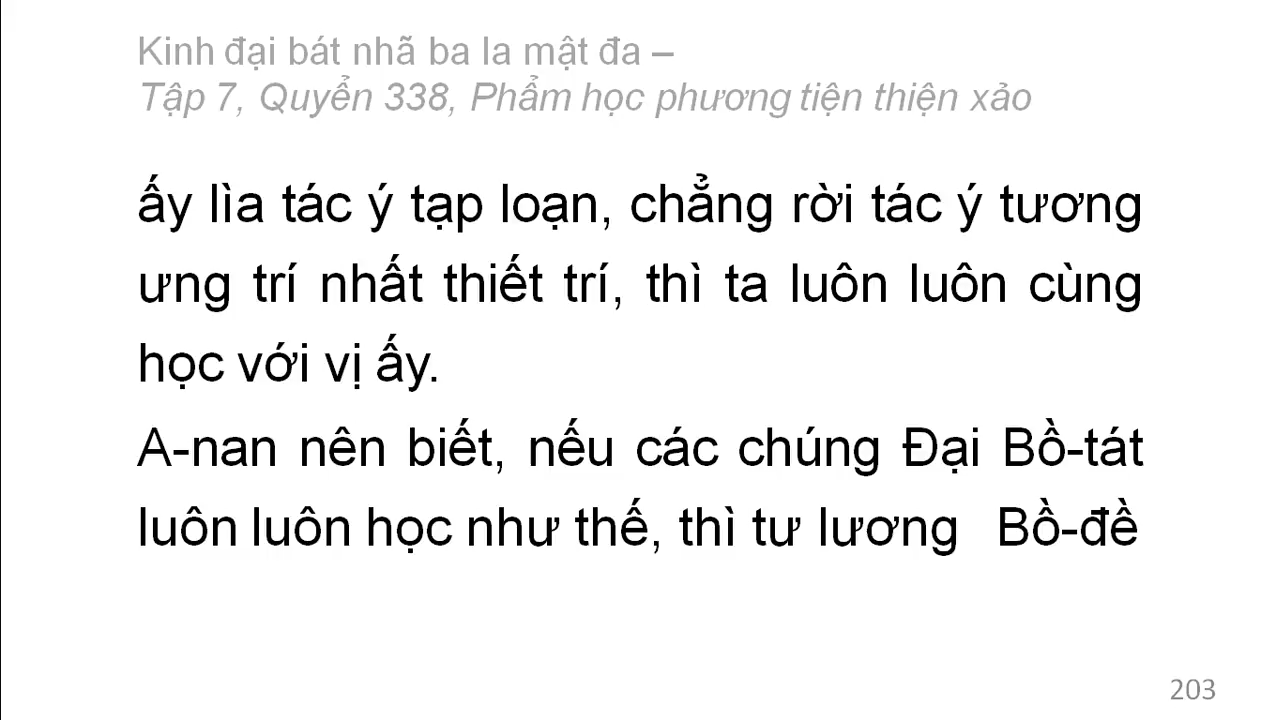 Kinh đại bát nhã ba la mật đa –
Tập 7, Quyển 338, Phẩm học phương tiện thiện xảo
ấy lìa tác ý tạp loạn, chẳng rời tác ý tương
ưng trí nhất thiết trí, thì ta luôn luôn cùng
học với vị ấy.
A-nan nên biết, nếu các chúng Đại Bồ-tát
luôn luôn học như thế, thì tư lương Bồ-đề
203